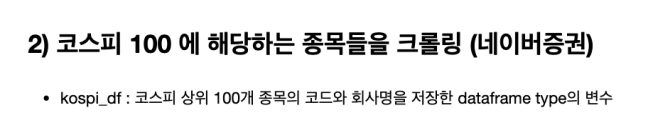 2) 코스피 100 에 해당하는 종목들을 크롤링 (네이버증권)
• kospi_df : 코스피 상위 100개 종목의 코드와 회사명을 저장한 dataframe type의 변수